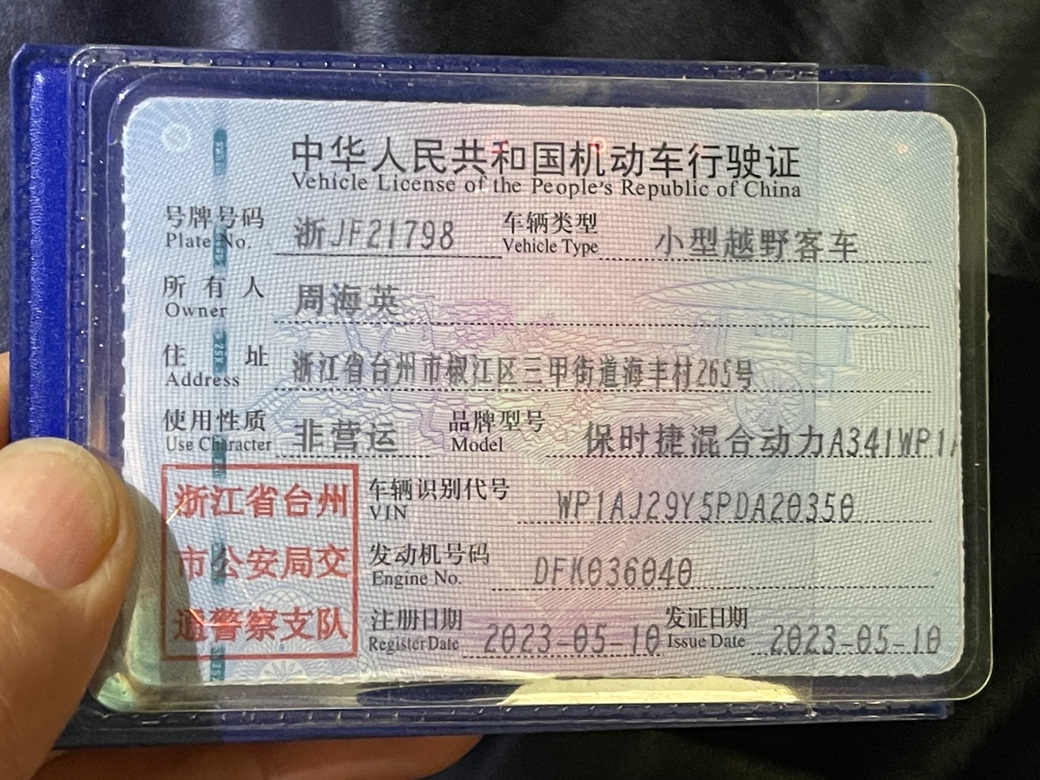 中华人民共和国机动车行驶证
Vehicle License of the People's Republic of China
号牌号码 浙JF21798 车辆类型 小型越野客车
Plate No. Vehicle Type
所有人 周海英
Owner
住址 浙江省台州市椒江区三甲街道海丰村265号
Address
使用性质 非营运 品牌型号 保时捷混合动力A341WP1
Use Character Model
浙江省台州
市公安局交
通警察支队
车辆识别代号 WP1AJ29Y5PDA20350
VIN
发动机号码 DFK036040
Engine No.
注册日期 2023-05-10 发证日期 2023-05-10
Register Date Issue Date